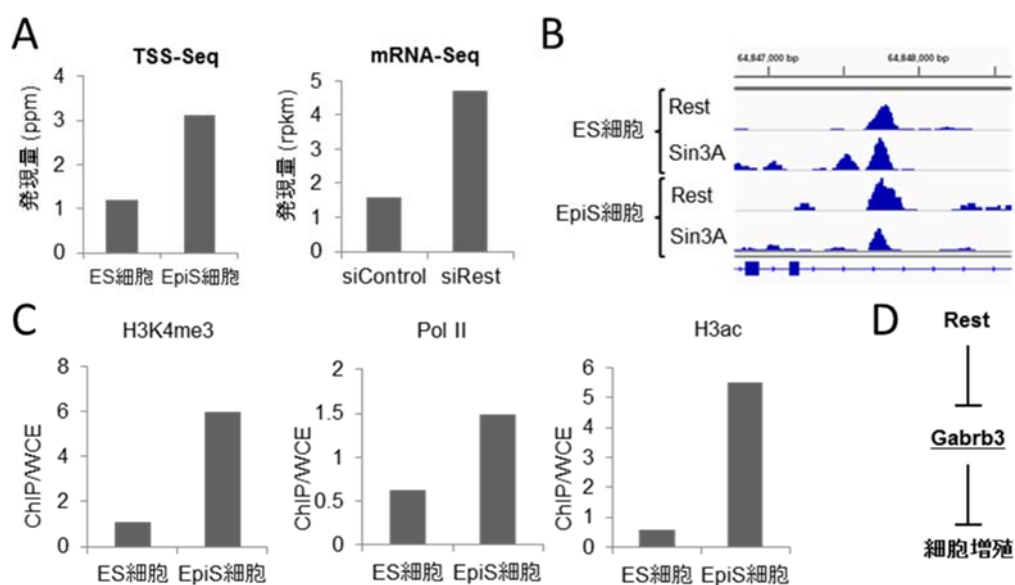 A
TSS-Seq
発現量 (ppm)
4
3
2
1
0
ES細胞 EpiS細胞
mRNA-Seq
発現量 (rpkm)
5
4
3
2
1
0
siControl siRest
B
64,847,000 bp 64,848,000 bp
ES細胞
Rest
Sin3A
EpiS細胞
Rest
Sin3A
C
H3K4me3
ChIP/WCE
8
6
4
2
0
ES細胞 EpiS細胞
Pol II
ChIP/WCE
2
1.5
1
0.5
0
ES細胞 EpiS細胞
H3ac
ChIP/WCE
6
5
4
3
2
1
0
ES細胞 EpiS細胞
D
Rest
Gabrb3
細胞増殖